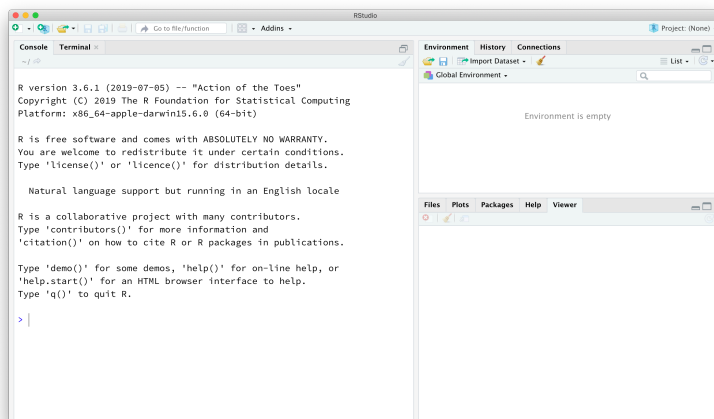 RStudio
Go to file/function
Addins
Project: (None)
Console Terminal
~/
R version 3.6.1 (2019-07-05) -- "Action of the Toes"
Copyright (C) 2019 The R Foundation for Statistical Computing
Platform: x86_64-apple-darwin15.6.0 (64-bit)
R is free software and comes with ABSOLUTELY NO WARRANTY.
You are welcome to redistribute it under certain conditions.
Type 'license()' or 'licence()' for distribution details.
Natural language support but running in an English locale
R is a collaborative project with many contributors.
Type 'contributors()' for more information and
'citation()' on how to cite R or R packages in publications.
Type 'demo()' for some demos, 'help()' for on-line help, or
'help.start()' for an HTML browser interface to help.
Type 'q()' to quit R.
>
Environment History Connections
Import Dataset
List
Global Environment
Environment is empty
Files Plots Packages Help Viewer